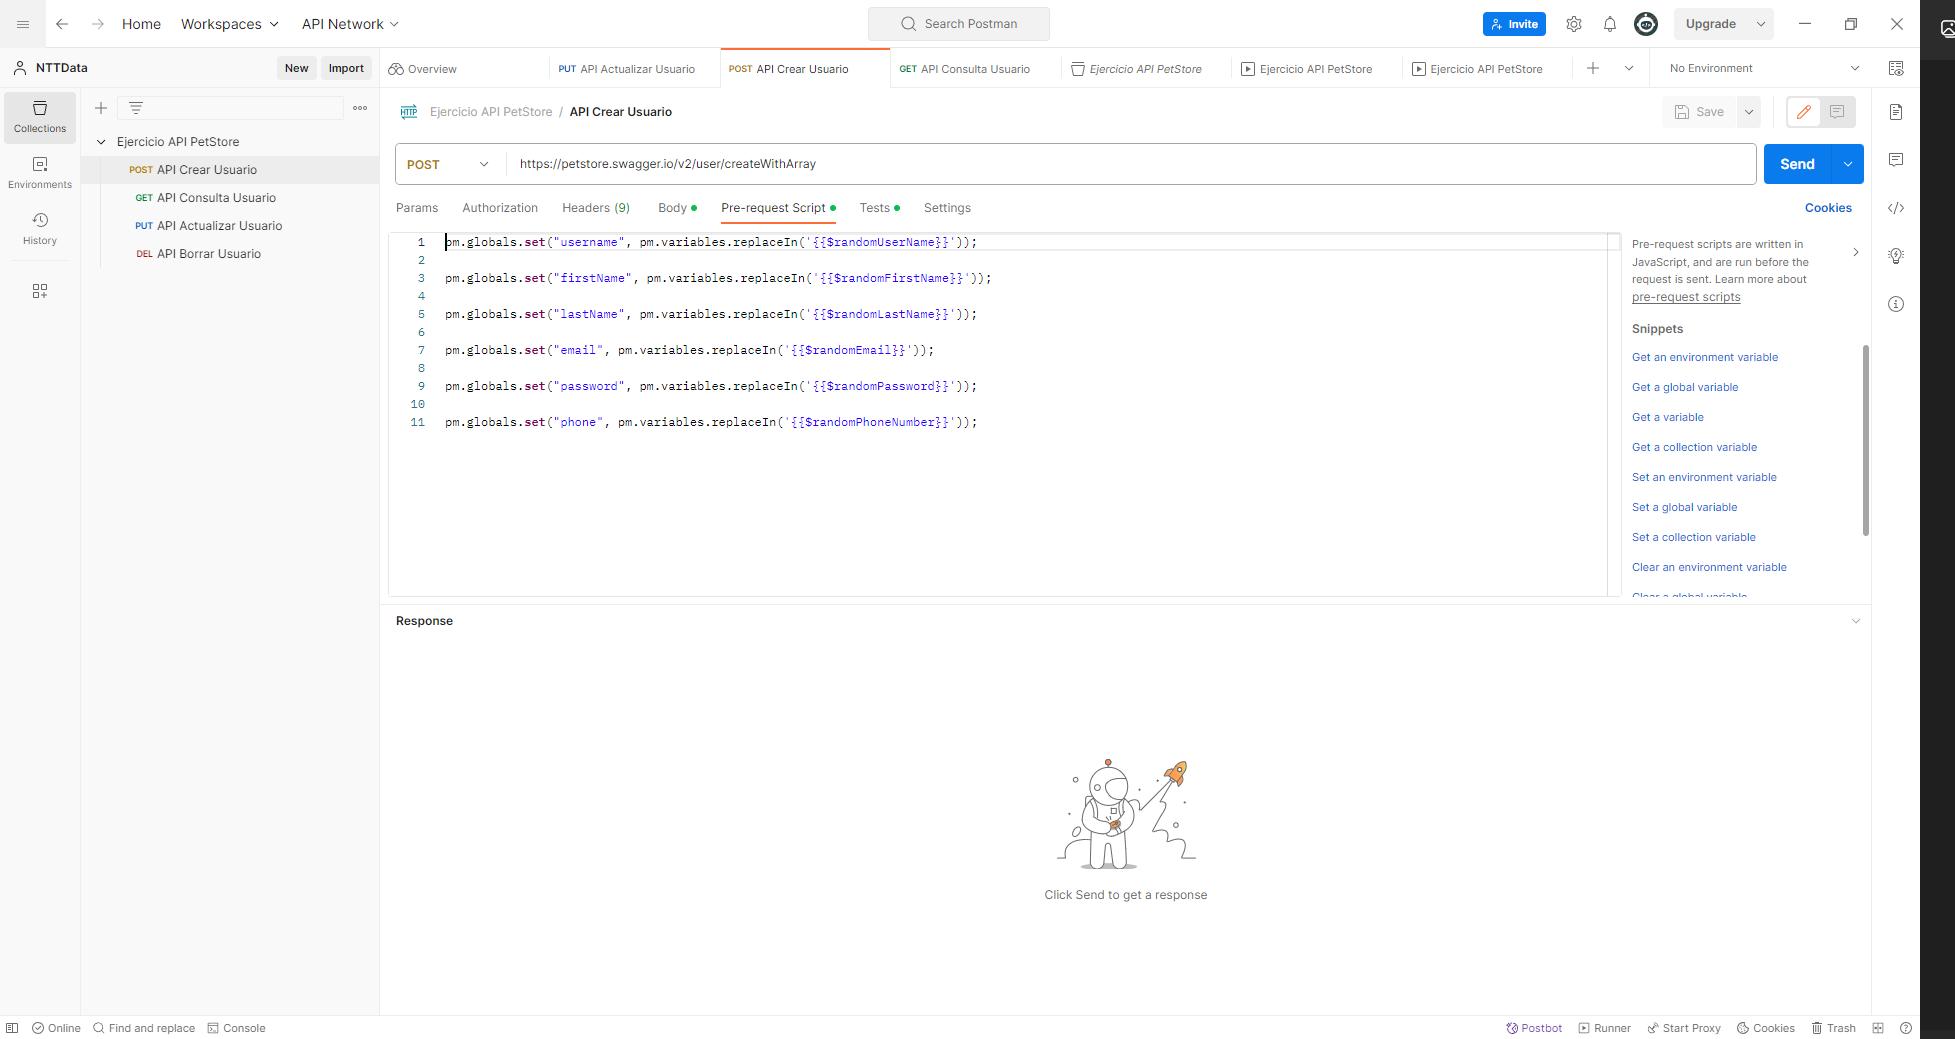 Home
Workspaces
API Network
Search Postman
Invite
Upgrade
NTTData
New
Import
Overview
PUT API Actualizar Usuario
POST API Crear Usuario
GET API Consulta Usuario
Ejercicio API PetStore
Ejercicio API PetStore
Ejercicio API PetStore
No Environment
Collections
Environments
History
Ejercicio API PetStore
POST API Crear Usuario
GET API Consulta Usuario
PUT API Actualizar Usuario
DEL API Borrar Usuario
HTTP Ejercicio API PetStore / API Crear Usuario
Save
POST
https://petstore.swagger.io/v2/user/createWithArray
Send
Params
Authorization
Headers (9)
Body
Pre-request Script
Tests
Settings
Cookies
1 pm.globals.set("username", pm.variables.replaceIn('{{$randomUserName}}'));
2
3 pm.globals.set("firstName", pm.variables.replaceIn('{{$randomFirstName}}'));
4
5 pm.globals.set("lastName", pm.variables.replaceIn('{{$randomLastName}}'));
6
7 pm.globals.set("email", pm.variables.replaceIn('{{$randomEmail}}'));
8
9 pm.globals.set("password", pm.variables.replaceIn('{{$randomPassword}}'));
10
11 pm.globals.set("phone", pm.variables.replaceIn('{{$randomPhoneNumber}}'));
Pre-request scripts are written in
JavaScript, and are run before the
request is sent. Learn more about
pre-request scripts
Snippets
Get an environment variable
Get a global variable
Get a variable
Get a collection variable
Set an environment variable
Set a global variable
Set a collection variable
Clear an environment variable
Clear a global variable
Response
Click Send to get a response
Online
Find and replace
Console
Postbot
Runner
Start Proxy
Cookies
Trash